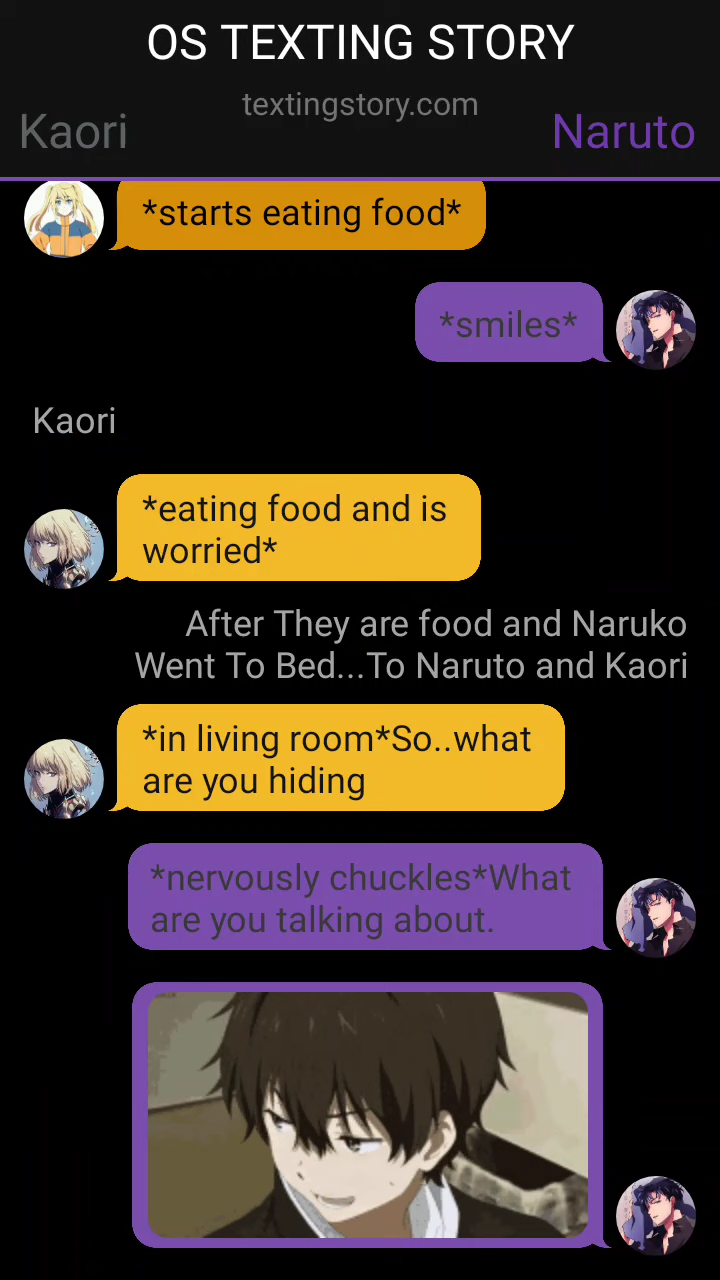 OS TEXTING STORY
textingstory.com
Kaori
Naruto
*starts eating food*
*smiles*
Kaori
*eating food and is
worried*
After They are food and Naruko
Went To Bed...To Naruto and Kaori
*in living room*So..what
are you hiding
*nervously chuckles*What
are you talking about.